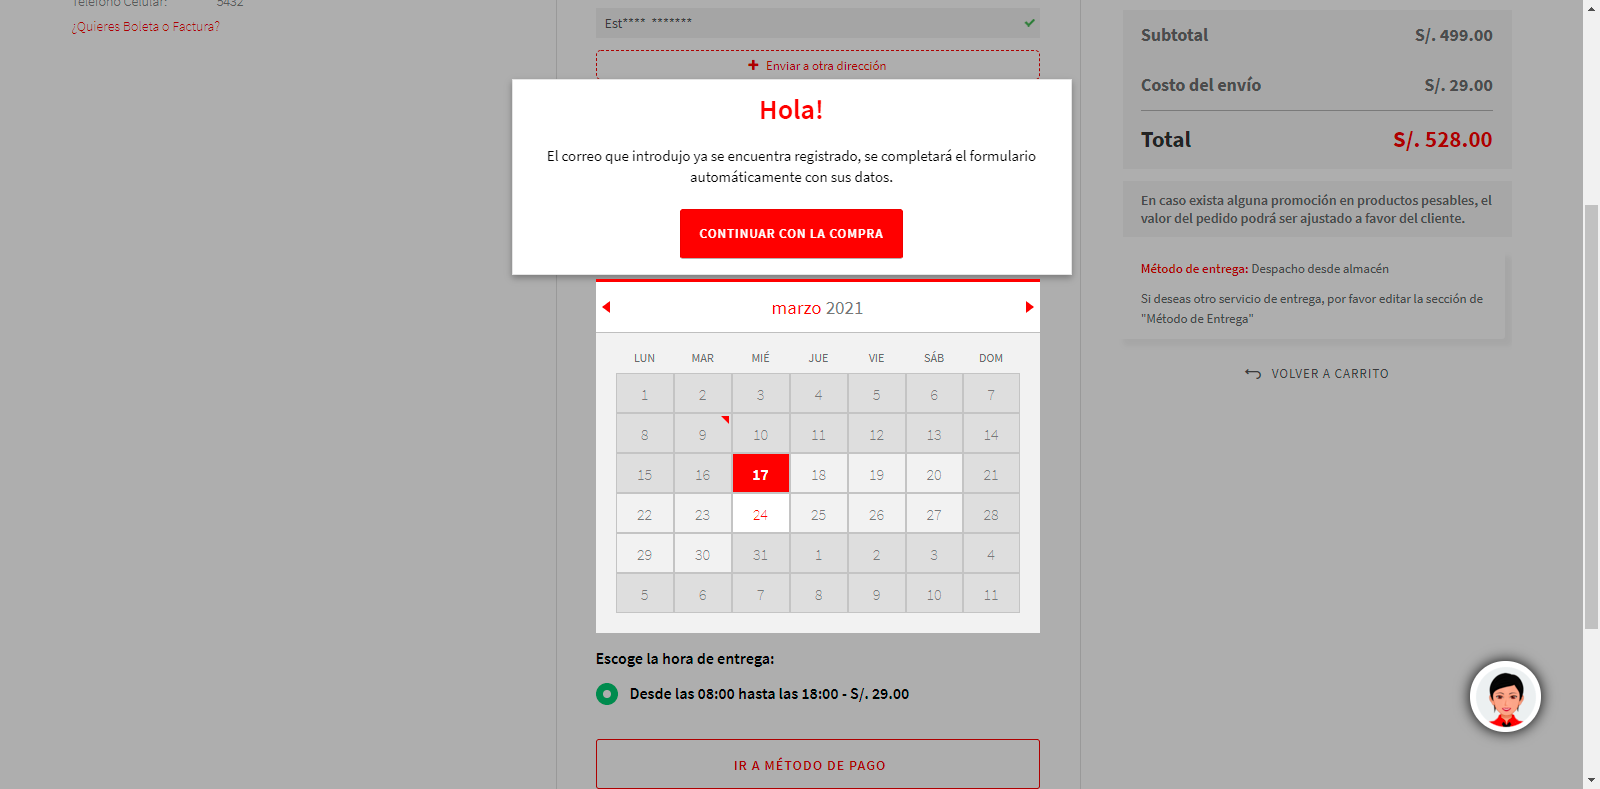 Teléfono Celular: 5432
¿Quieres Boleta o Factura?
Est**** *******
Enviar a otra dirección
Hola!
El correo que introdujo ya se encuentra registrado, se completará el formulario
automáticamente con sus datos.
CONTINUAR CON LA COMPRA
marzo 2021
LUN MAR MIÉ JUE VIE SÁB DOM
1 2 3 4 5 6 7
8 9 10 11 12 13 14
15 16 17 18 19 20 21
22 23 24 25 26 27 28
29 30 31 1 2 3 4
5 6 7 8 9 10 11
Escoge la hora de entrega:
Desde las 08:00 hasta las 18:00 - S/. 29.00
IR A MÉTODO DE PAGO
Subtotal S/. 499.00
Costo del envío S/. 29.00
Total S/. 528.00
En caso exista alguna promoción en productos pesables, el
valor del pedido podrá ser ajustado a favor del cliente.
Método de entrega: Despacho desde almacén
Si deseas otro servicio de entrega, por favor editar la sección de
"Método de Entrega"
VOLVER A CARRITO